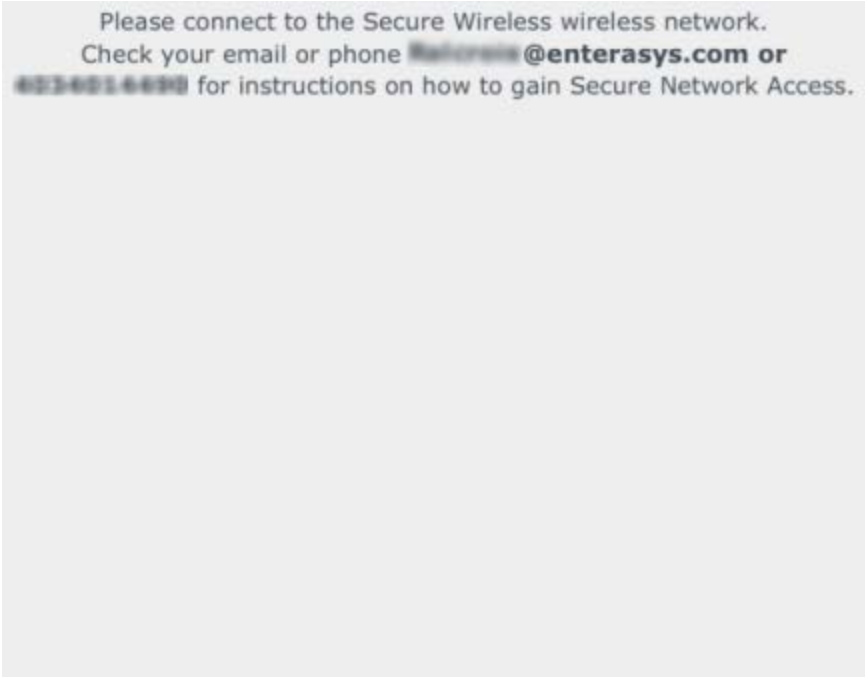 Please connect to the Secure Wireless wireless network.
Check your email or phone @enterasys.com or
for instructions on how to gain Secure Network Access.